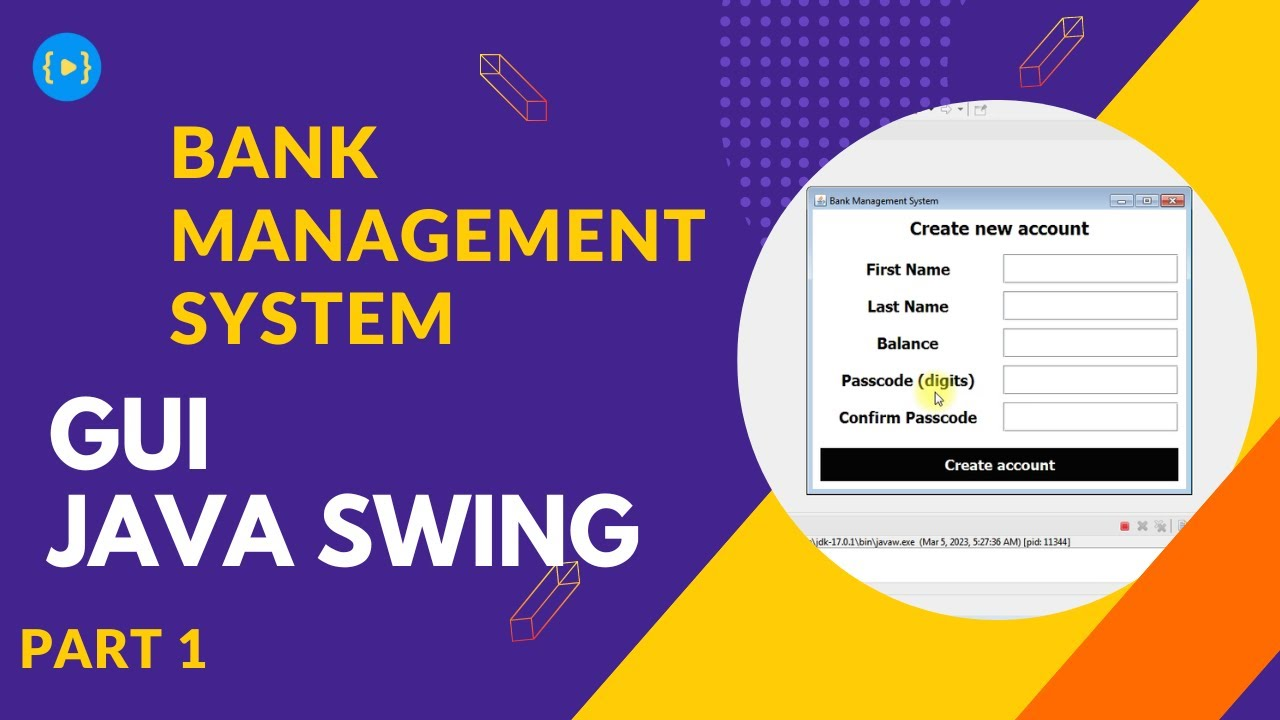 BANK
MANAGEMENT
SYSTEM
GUI
JAVA SWING
PART 1
Bank Management System
Create new account
First Name
Last Name
Balance
Passcode (digits)
Confirm Passcode
Create account
\jdk-17.0.1\bin\javaw.exe (Mar 5, 2023, 5:27:36 AM) [pid: 11344]